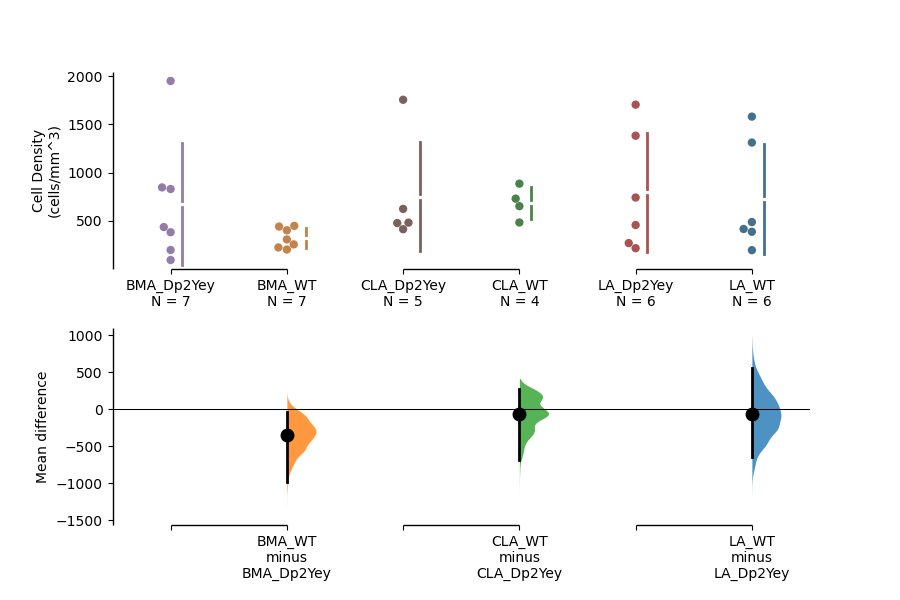 2000
1500
1000
500
Cell Density
(cells/mm^3)
BMA_Dp2Yey
N = 7
BMA_WT
N = 7
CLA_Dp2Yey
N = 5
CLA_WT
N = 4
LA_Dp2Yey
N = 6
LA_WT
N = 6
1000
500
0
−500
−1000
−1500
Mean difference
BMA_WT
minus
BMA_Dp2Yey
CLA_WT
minus
CLA_Dp2Yey
LA_WT
minus
LA_Dp2Yey